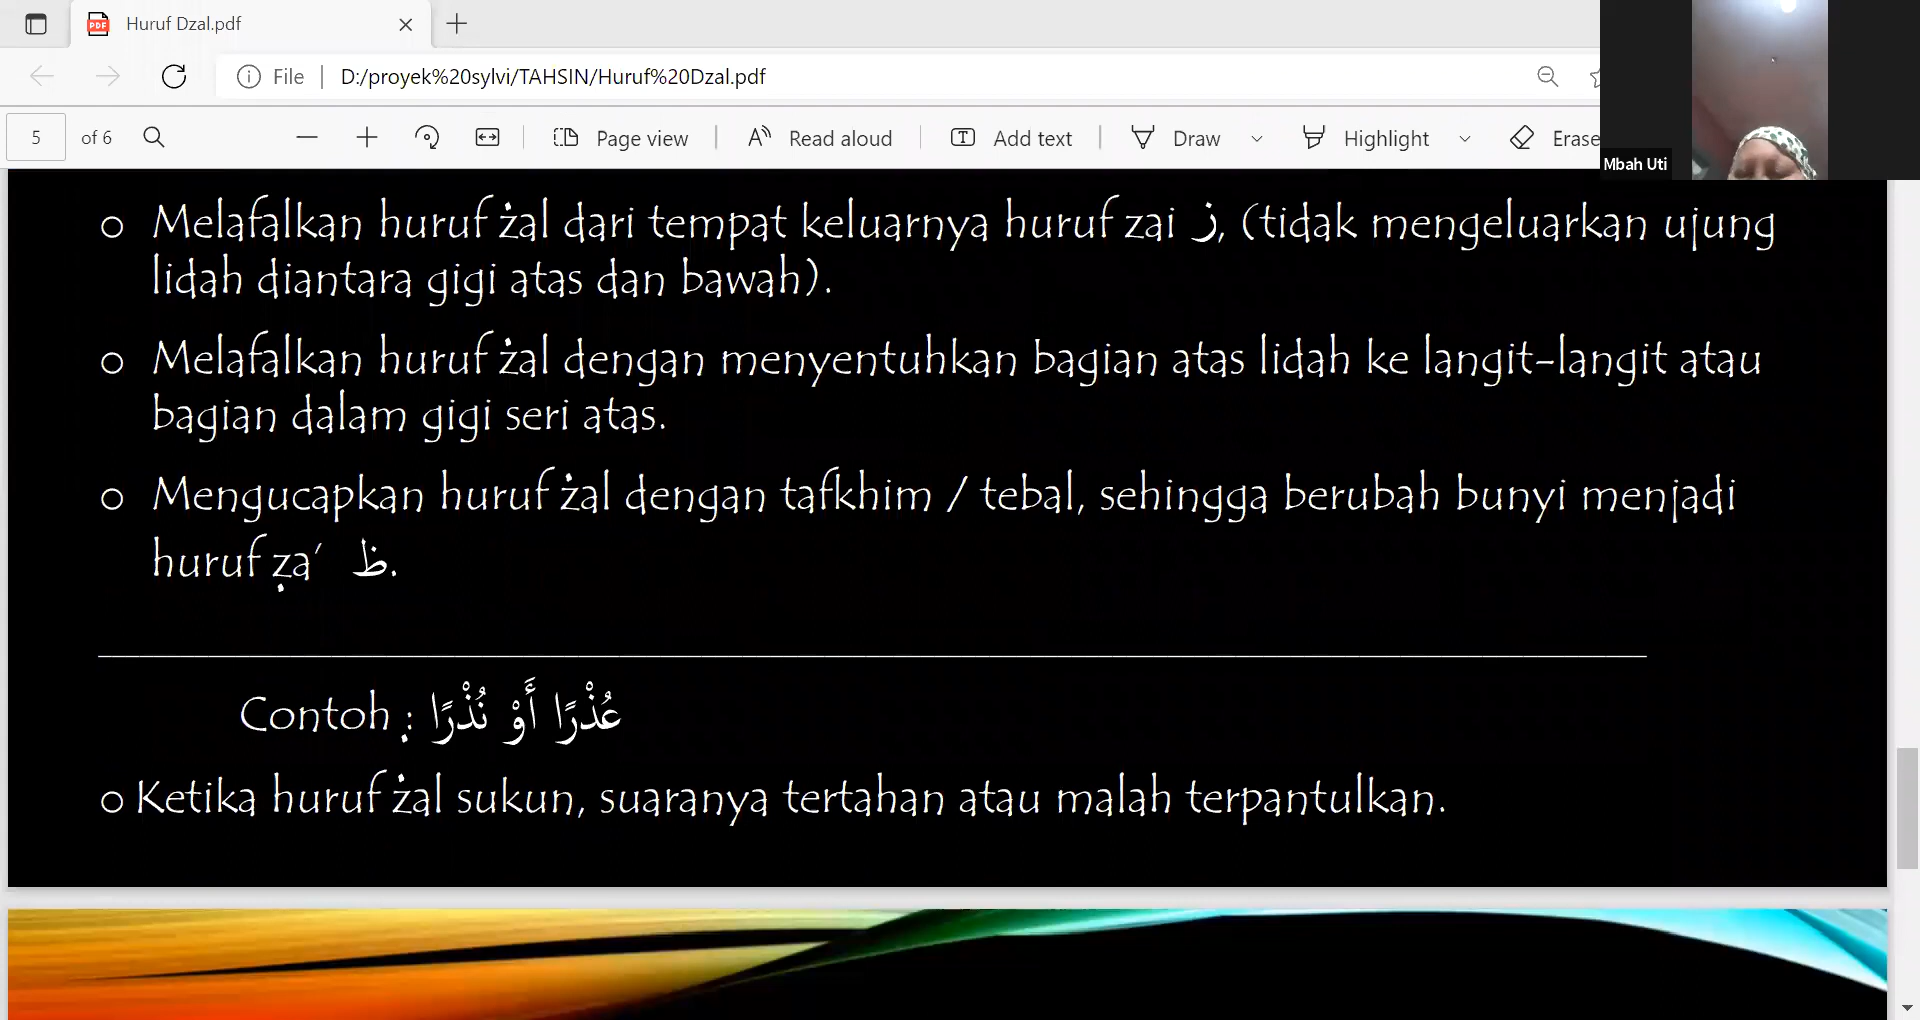 Huruf Dzal.pdf
File | D:/proyek%20sylvi/TAHSIN/Huruf%20Dzal.pdf
5 of 6 Page view Read aloud Add text Draw Highlight Erase
Mbah Uti
o Melafalkan huruf żal dari tempat keluarnya huruf zai ز, (tidak mengeluarkan ujung
lidah diantara gigi atas dan bawah).
o Melafalkan huruf żal dengan menyentuhkan bagian atas lidah ke langit-langit atau
bagian dalam gigi seri atas.
o Mengucapkan huruf żal dengan tafkhim / tebal, sehingga berubah bunyi menjadi
huruf ẓa’ ظ.
Contoh : عُذْرًا أَوْ نُذْرًا
o Ketika huruf żal sukun, suaranya tertahan atau malah terpantulkan.